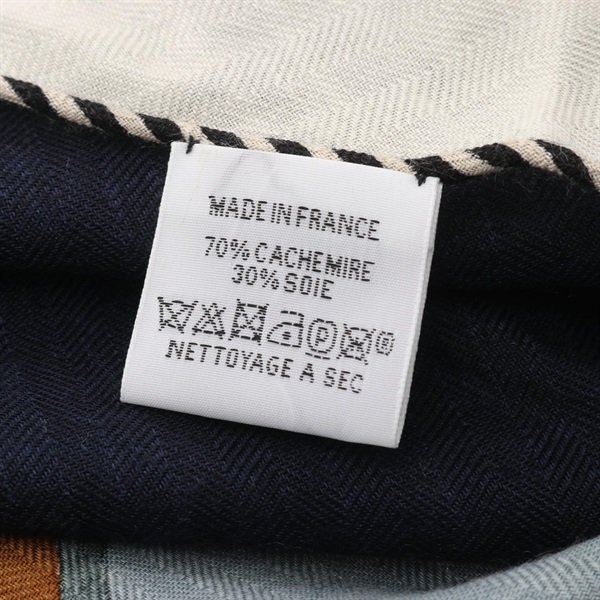 MADE IN FRANCE
70% CACHEMIRE
30% SOIE
NETTOYAGE A SEC